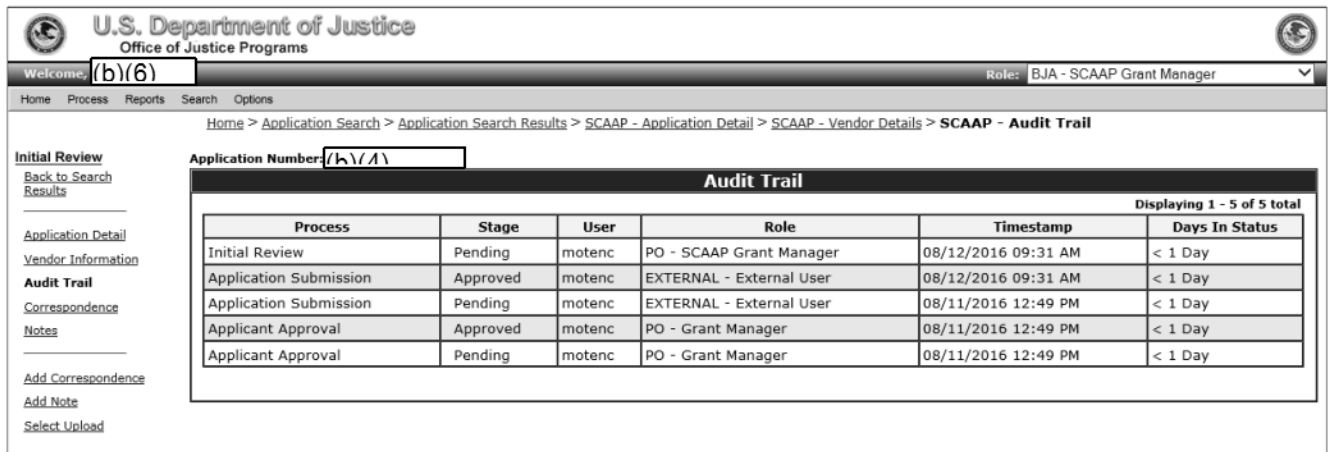 U.S. Department of Justice
Office of Justice Programs
Welcome, (b)(6) Role: BJA - SCAAP Grant Manager
Home Process Reports Search Options
Home > Application Search > Application Search Results > SCAAP - Application Detail > SCAAP - Vendor Details > SCAAP - Audit Trail
Initial Review
Back to Search
Results
Application Detail
Vendor Information
Audit Trail
Correspondence
Notes
Add Correspondence
Add Note
Select Upload
Application Number: (b)(4)
Audit Trail
Displaying 1 - 5 of 5 total
Process Stage User Role Timestamp Days In Status
Initial Review Pending motenc PO - SCAAP Grant Manager 08/12/2016 09:31 AM < 1 Day
Application Submission Approved motenc EXTERNAL - External User 08/12/2016 09:31 AM < 1 Day
Application Submission Pending motenc EXTERNAL - External User 08/11/2016 12:49 PM < 1 Day
Applicant Approval Approved motenc PO - Grant Manager 08/11/2016 12:49 PM < 1 Day
Applicant Approval Pending motenc PO - Grant Manager 08/11/2016 12:49 PM < 1 Day